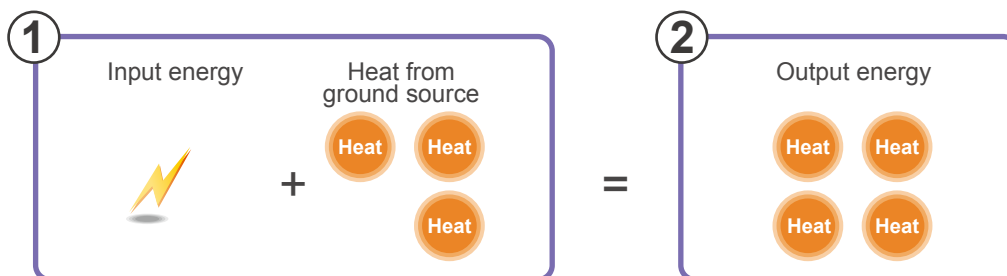 1
Input energy
Heat from
ground source
Heat Heat
Heat
+
=
2
Output energy
Heat Heat
Heat Heat